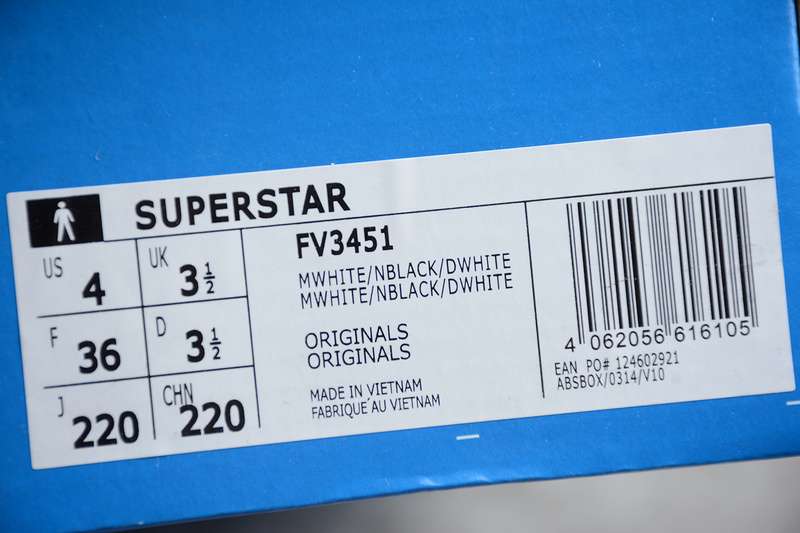 SUPERSTAR
US 4
UK 3 1/2
F 36
D 3 1/2
J 220
CHN 220
FV3451
MWHITE/NBLACK/DWHITE
MWHITE/NBLACK/DWHITE
ORIGINALS
ORIGINALS
MADE IN VIETNAM
FABRIQUÉ AU VIETNAM
4 062056 616105
EAN PO# 124602921
ABSBOX/0314/V10